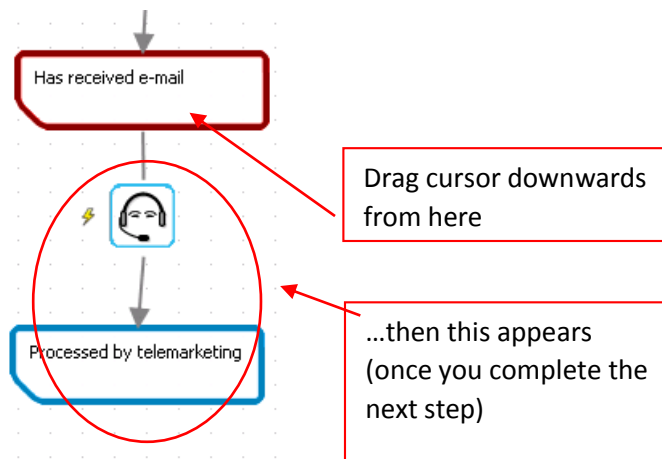 Has received e-mail
Drag cursor downwards
from here
…then this appears
(once you complete the
next step)
Processed by telemarketing